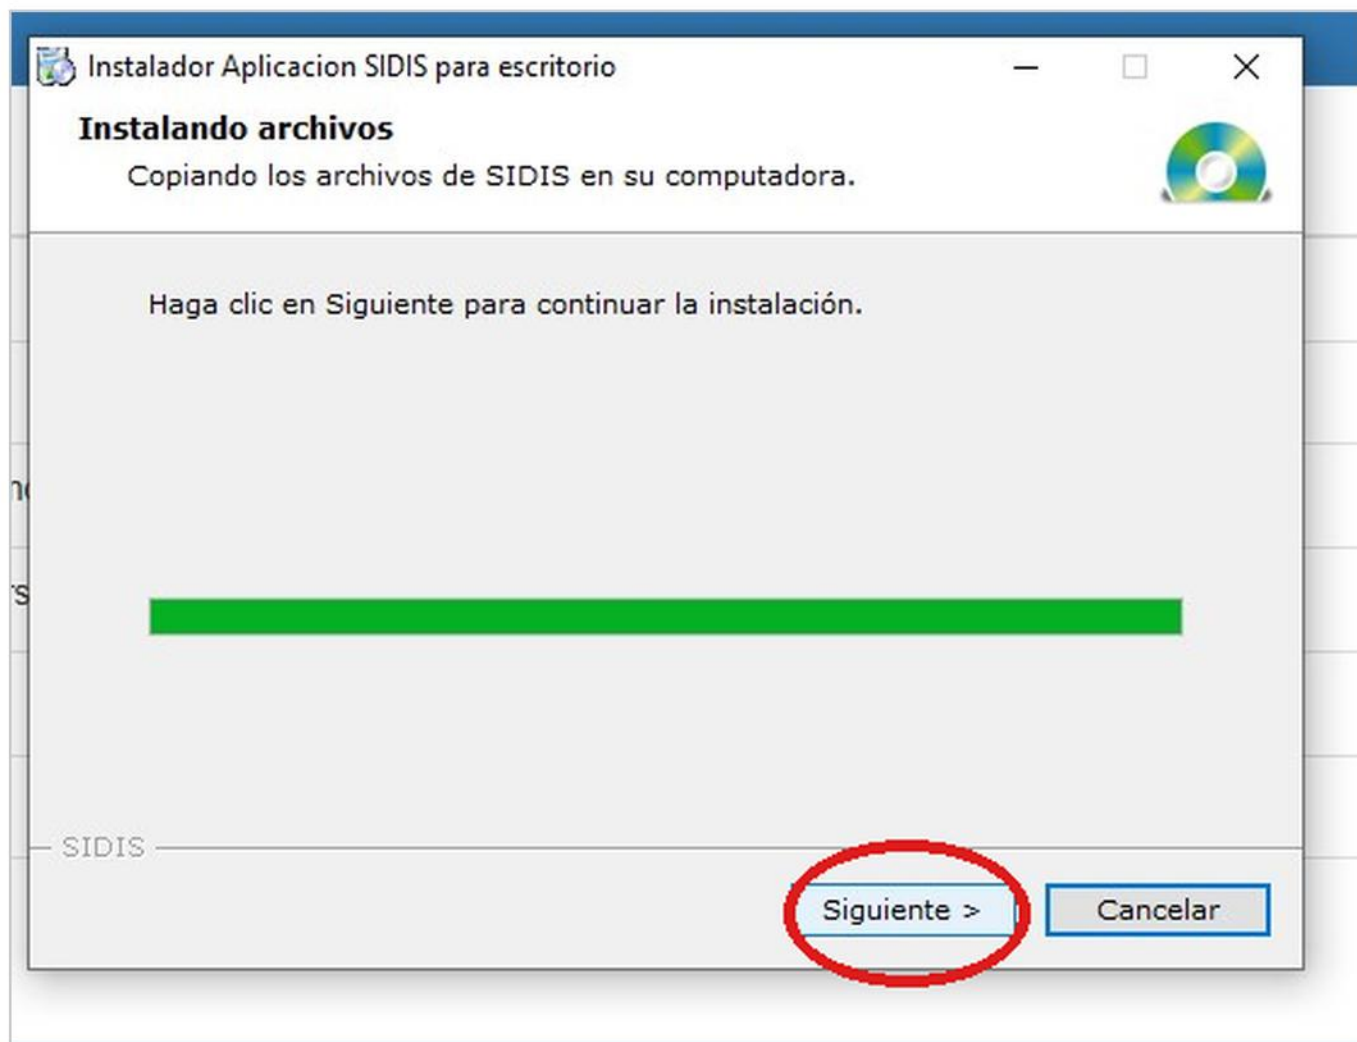 Instalador Aplicacion SIDIS para escritorio
Instalando archivos
Copiando los archivos de SIDIS en su computadora.
Haga clic en Siguiente para continuar la instalación.
SIDIS
Siguiente >
Cancelar